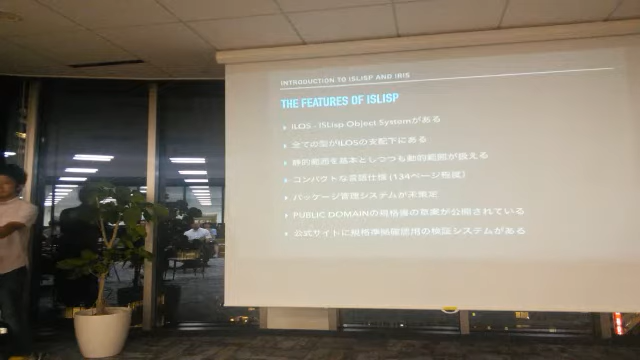 INTRODUCTION TO ISLISP AND IRIS
THE FEATURES OF ISLISP
ILOS - ISLisp Object Systemがある
全ての型がILOSの支配下にある
静的範囲を基本としつつも動的範囲が扱える
コンパクトな言語仕様 (134ページ程度)
パッケージ管理システムが未策定
PUBLIC DOMAINの規格書の草案が公開されている
公式サイトに規格準拠確認用の検証システムがある